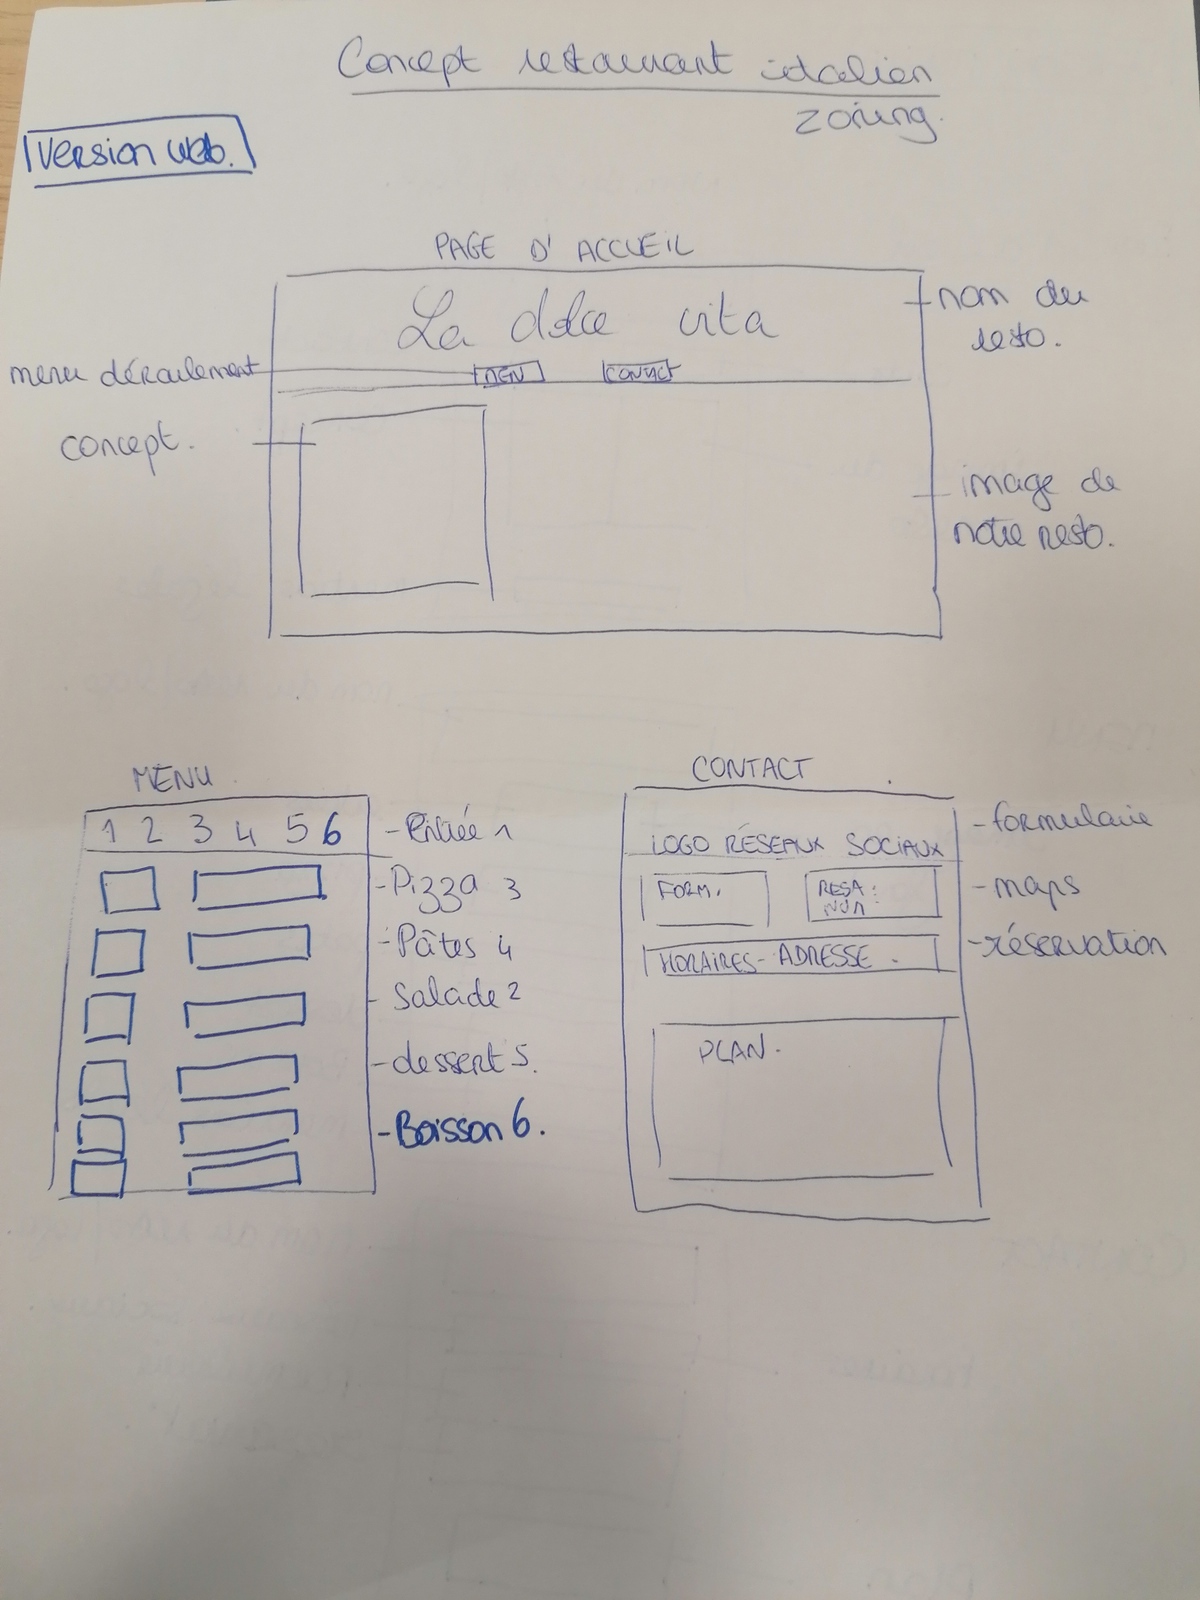 Concept restaurant italien
zoning.
Version web.
PAGE D'ACCUEIL
La dolce vita
nom du
resto.
menu déroulement
MEN
CONTACT
concept.
image de
notre resto.
MENU
1 2 3 4 5 6
- Entrée 1
- Pizza 3
- Pâtes 4
- Salade 2
- dessert 5.
- Boisson 6.
CONTACT
LOGO RÉSEAUX SOCIAUX
FORM.
RESA :
NUM
HORAIRES - ADRESSE.
PLAN.
- formulaire
- maps
- réservation